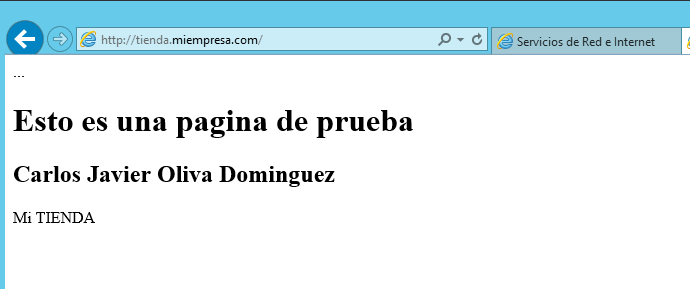 http://tienda.miempresa.com/
Servicios de Red e Internet
...
Esto es una pagina de prueba
Carlos Javier Oliva Dominguez
Mi TIENDA